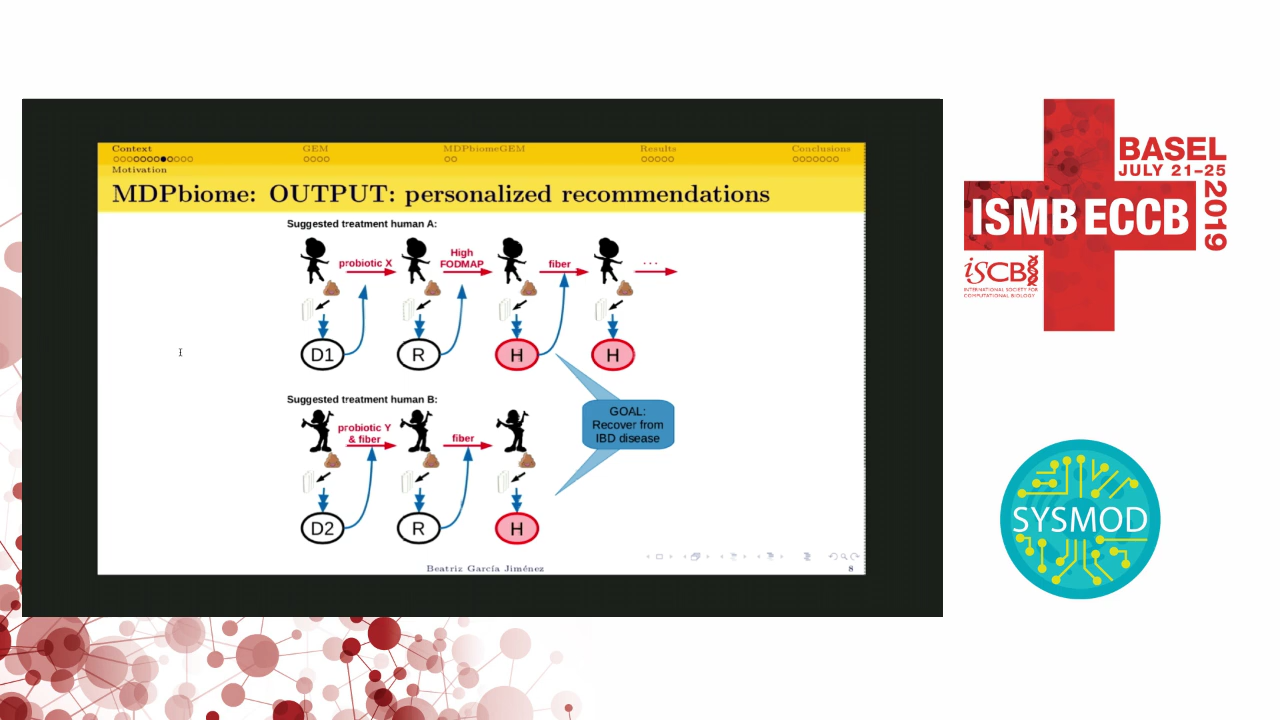 Context
GEM
MDPbiomeGEM
Results
Conclusions
Motivation
MDPbiome: OUTPUT: personalized recommendations
Suggested treatment human A:
probiotic X
High
FODMAP
fiber
...
D1
R
H
H
GOAL:
Recover from
IBD disease
Suggested treatment human B:
probiotic Y
& fiber
fiber
D2
R
H
Beatriz García Jiménez
8
BASEL
JULY 21–25
2019
ISMB ECCB
iSCB
INTERNATIONAL SOCIETY FOR
COMPUTATIONAL BIOLOGY
SYSMOD